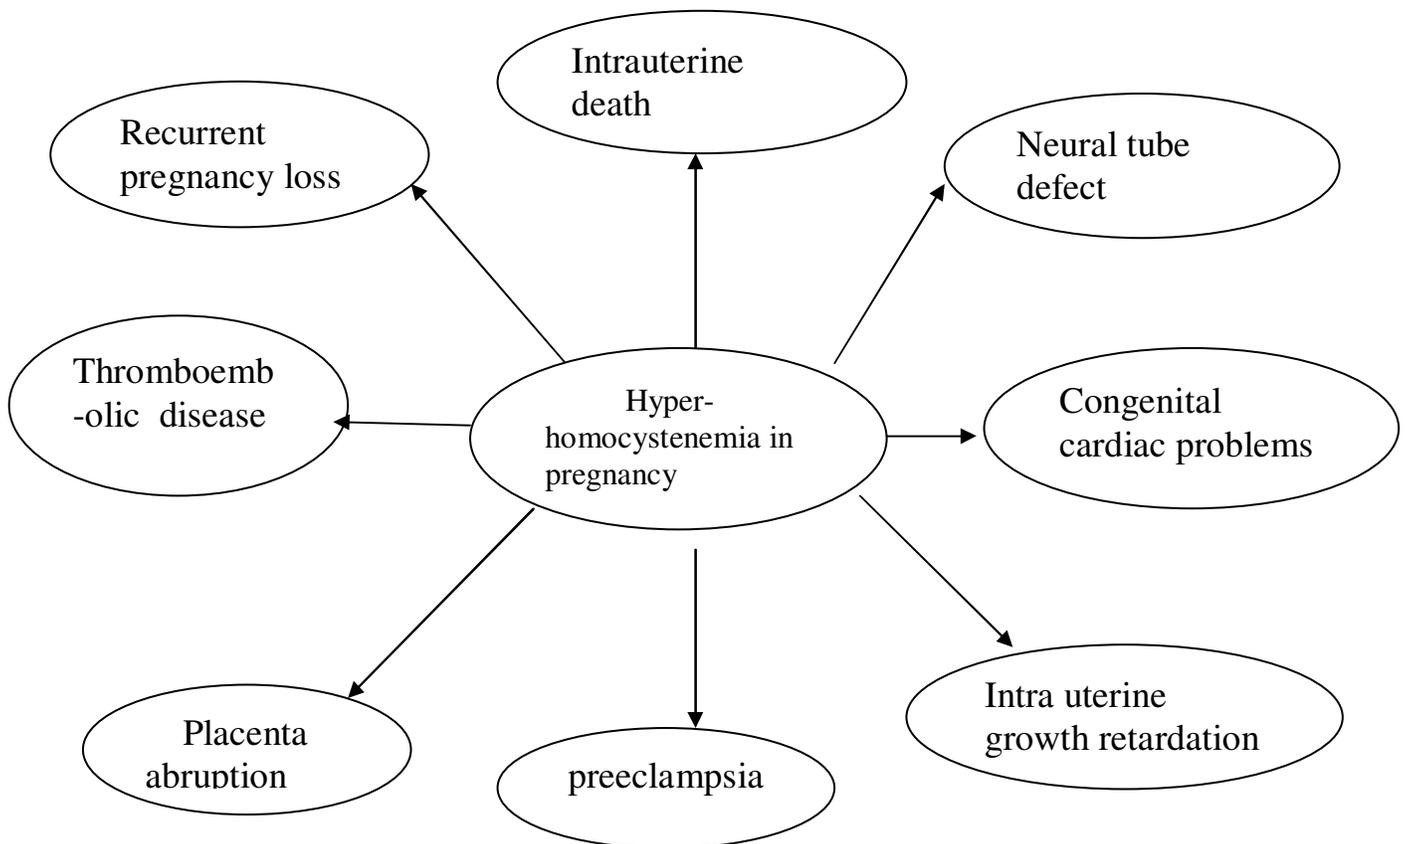 Intrauterine
death
Recurrent
pregnancy loss
Neural tube
defect
Thromboemb
-olic disease
Hyper-
homocystenemia in
pregnancy
Congenital
cardiac problems
Placenta
abruption
preeclampsia
Intra uterine
growth retardation